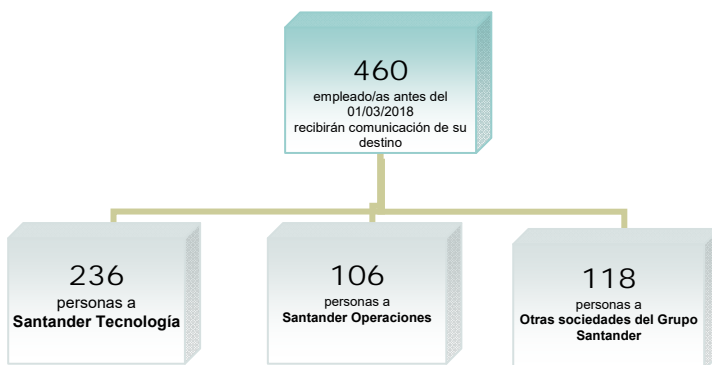 460
empleado/as antes del
01/03/2018
recibirán comunicación de su
destino
236
personas a
Santander Tecnología
106
personas a
Santander Operaciones
118
personas a
Otras sociedades del Grupo
Santander